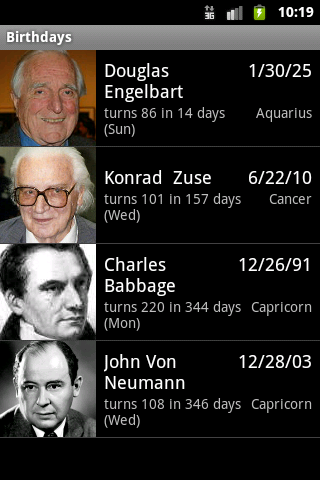 3G 10:19
Birthdays
Douglas Engelbart 1/30/25
turns 86 in 14 days (Sun) Aquarius
Konrad Zuse 6/22/10
turns 101 in 157 days (Wed) Cancer
Charles Babbage 12/26/91
turns 220 in 344 days (Mon) Capricorn
John Von Neumann 12/28/03
turns 108 in 346 days (Wed) Capricorn